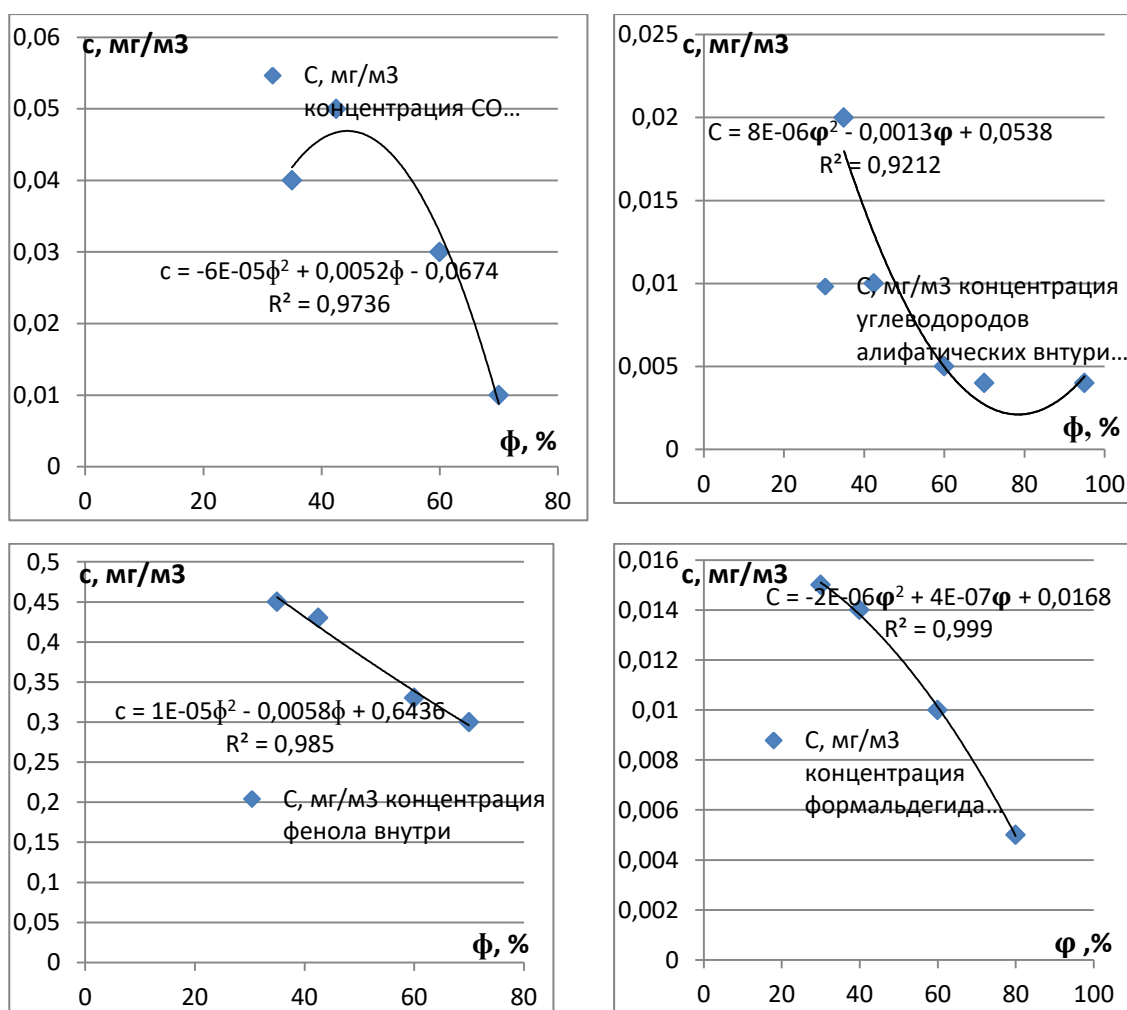 с, мг/м3
0,06
0,05
0,04
0,03
0,02
0,01
0
С, мг/м3
концентрация СО...
с = -6E-05ϕ² + 0,0052ϕ - 0,0674
R² = 0,9736
ϕ, %
0 20 40 60 80
с, мг/м3
0,025
0,02
0,015
0,01
0,005
0
С = 8E-06φ² - 0,0013φ + 0,0538
R² = 0,9212
С, мг/м3 концентрация
углеводородов
алифатических внтури...
ϕ, %
0 20 40 60 80 100
с, мг/м3
0,5
0,45
0,4
0,35
0,3
0,25
0,2
0,15
0,1
0,05
0
с = 1E-05ϕ² - 0,0058ϕ + 0,6436
R² = 0,985
С, мг/м3 концентрация
фенола внутри
ϕ, %
0 20 40 60 80
с, мг/м3
0,016
0,014
0,012
0,01
0,008
0,006
0,004
0,002
0
С = -2E-06φ² + 4E-07φ + 0,0168
R² = 0,999
С, мг/м3
концентрация
формальдегида...
φ ,%
0 20 40 60 80 100